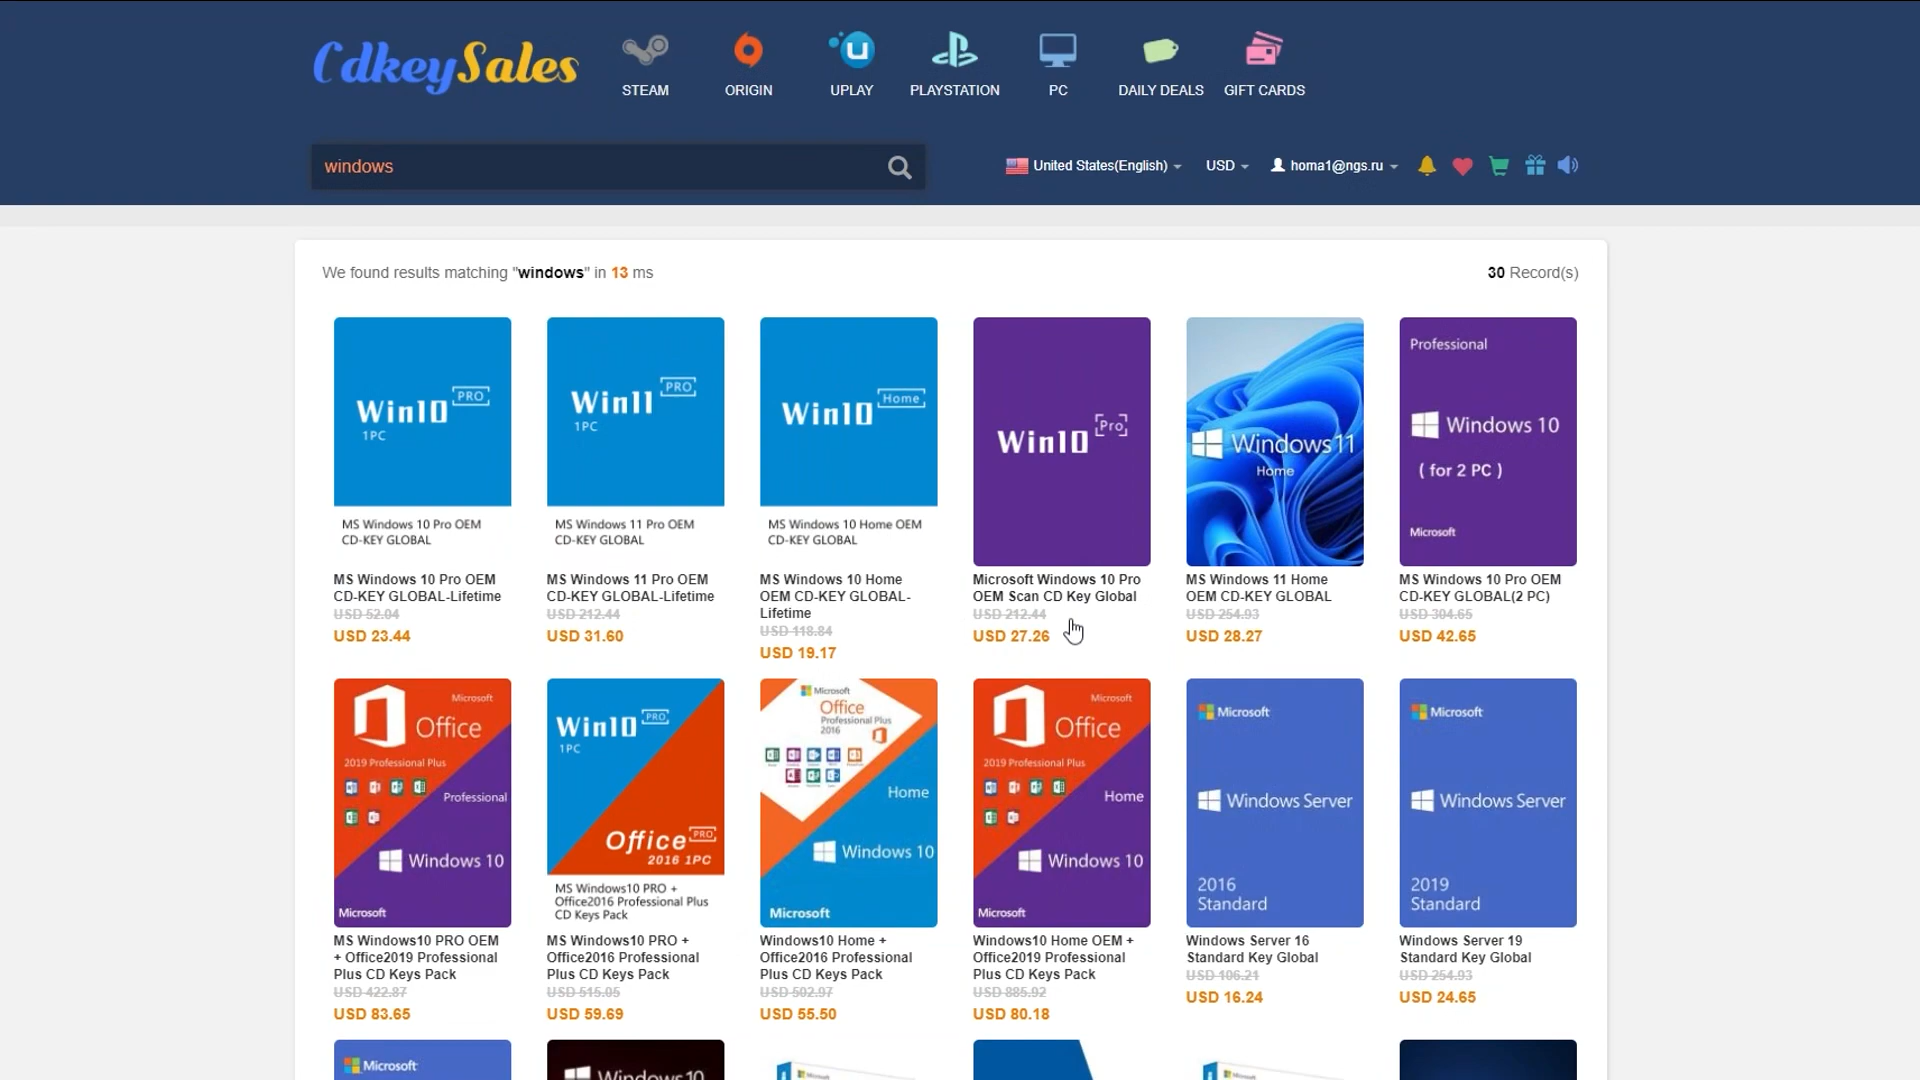 CdkeySales
STEAM
ORIGIN
UPLAY
PLAYSTATION
PC
DAILY DEALS
GIFT CARDS
windows
United States(English)
USD
homa1@ngs.ru
We found results matching "windows" in 13 ms
30 Record(s)
Win10 PRO
1PC
MS Windows 10 Pro OEM
CD-KEY GLOBAL
Win11 PRO
1PC
MS Windows 11 Pro OEM
CD-KEY GLOBAL
Win10 Home
MS Windows 10 Home OEM
CD-KEY GLOBAL
Win10 Pro
Windows 11
Home
Professional
Windows 10
( for 2 PC )
Microsoft
MS Windows 10 Pro OEM
CD-KEY GLOBAL-Lifetime
USD 52.04
USD 23.44
MS Windows 11 Pro OEM
CD-KEY GLOBAL-Lifetime
USD 212.44
USD 31.60
MS Windows 10 Home
OEM CD-KEY GLOBAL-
Lifetime
USD 118.84
USD 19.17
Microsoft Windows 10 Pro
OEM Scan CD Key Global
USD 212.44
USD 27.26
MS Windows 11 Home
OEM CD-KEY GLOBAL
USD 254.93
USD 28.27
MS Windows 10 Pro OEM
CD-KEY GLOBAL(2 PC)
USD 304.65
USD 42.65
Microsoft
Office
2019 Professional Plus
Professional
Windows 10
Microsoft
Win10 PRO
1PC
Office PRO
2016 1PC
MS Windows10 PRO +
Office2016 Professional Plus
CD Keys Pack
Microsoft
Office
Professional Plus
2016
Home
Windows 10
Microsoft
Microsoft
Office
2019 Professional Plus
Home
Windows 10
Microsoft
Microsoft
Windows Server
2016
Standard
Microsoft
Windows Server
2019
Standard
MS Windows10 PRO OEM
+ Office2019 Professional
Plus CD Keys Pack
USD 422.87
USD 83.65
MS Windows10 PRO +
Office2016 Professional
Plus CD Keys Pack
USD 515.05
USD 59.69
Windows10 Home +
Office2016 Professional
Plus CD Keys Pack
USD 502.97
USD 55.50
Windows10 Home OEM +
Office2019 Professional
Plus CD Keys Pack
USD 885.92
USD 80.18
Windows Server 16
Standard Key Global
USD 106.21
USD 16.24
Windows Server 19
Standard Key Global
USD 254.93
USD 24.65
Microsoft
Windows 10